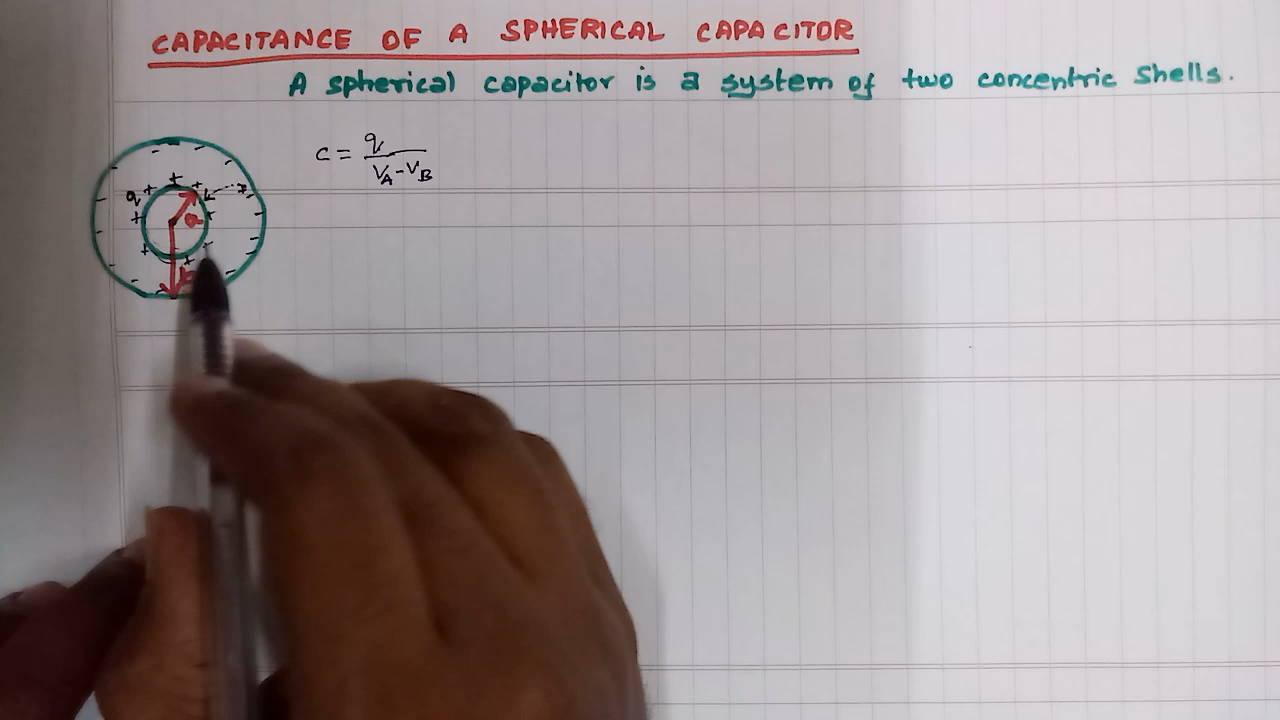 CAPACITANCE OF A SPHERICAL CAPACITOR
A spherical capacitor is a system of two concentric shells.
C = q / V_A - V_B
q
a